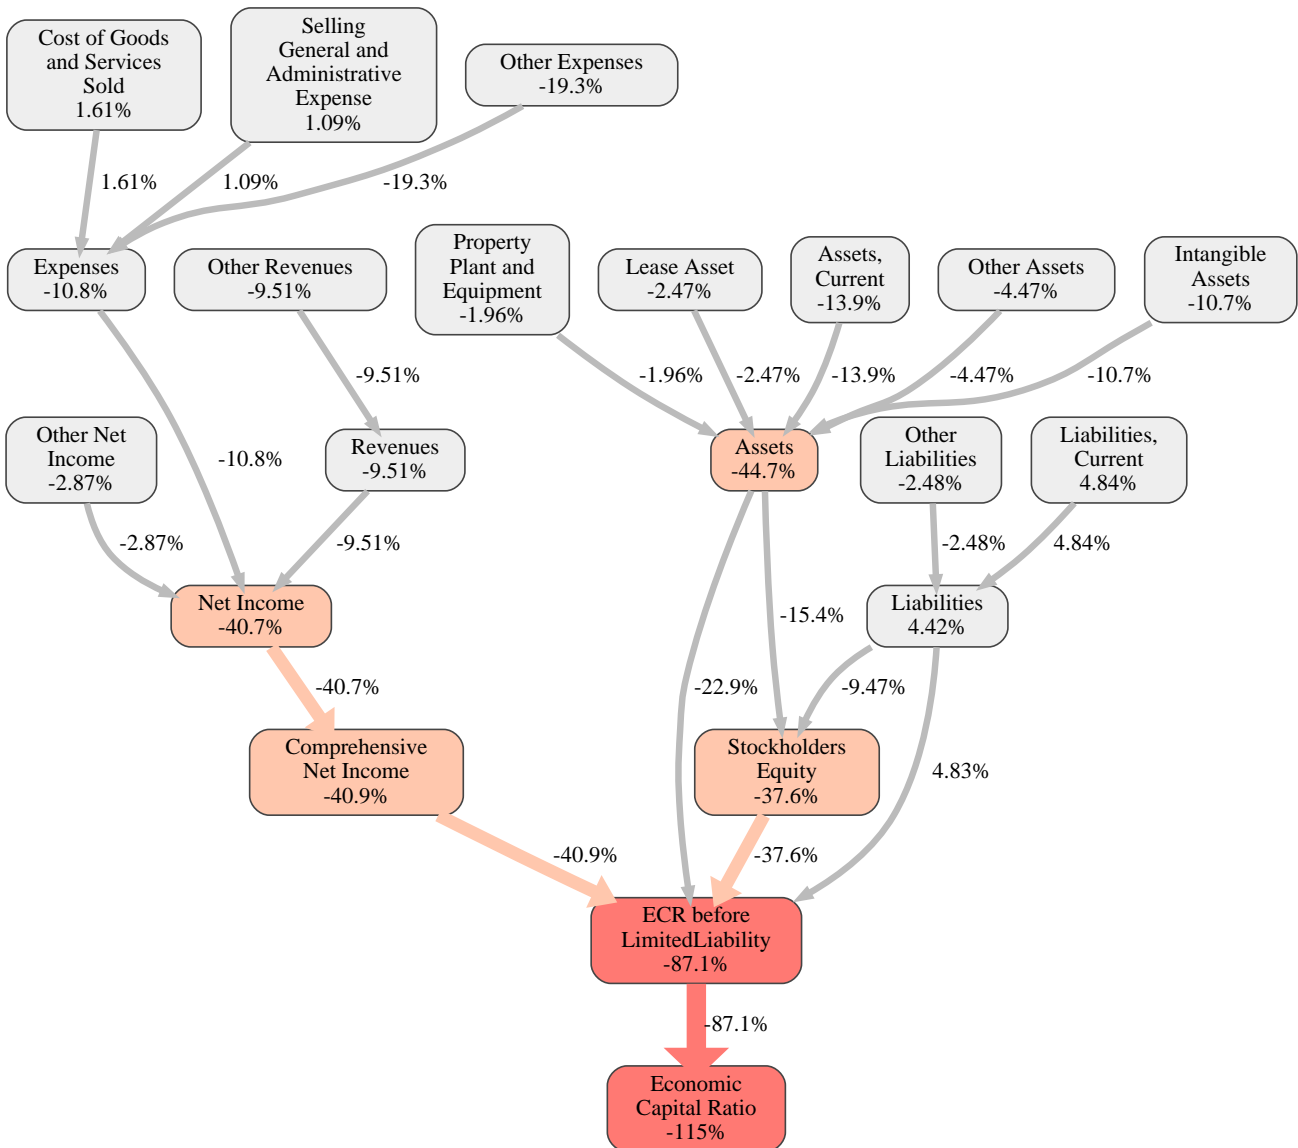 Cost of Goods
and Services
Sold
1.61%
Selling
General and
Administrative
Expense
1.09%
Other Expenses
-19.3%
1.61%
1.09%
-19.3%
Expenses
-10.8%
Other Revenues
-9.51%
Property
Plant and
Equipment
-1.96%
Lease Asset
-2.47%
Assets,
Current
-13.9%
Other Assets
-4.47%
Intangible
Assets
-10.7%
-9.51%
-1.96%
-2.47%
-13.9%
-4.47%
-10.7%
Other Net
Income
-2.87%
-10.8%
Revenues
-9.51%
Assets
-44.7%
Other
Liabilities
-2.48%
Liabilities,
Current
4.84%
-2.87%
-9.51%
-2.48%
4.84%
Net Income
-40.7%
-15.4%
Liabilities
4.42%
-40.7%
-22.9%
-9.47%
Comprehensive
Net Income
-40.9%
Stockholders
Equity
-37.6%
4.83%
-40.9%
-37.6%
ECR before
LimitedLiability
-87.1%
-87.1%
Economic
Capital Ratio
-115%